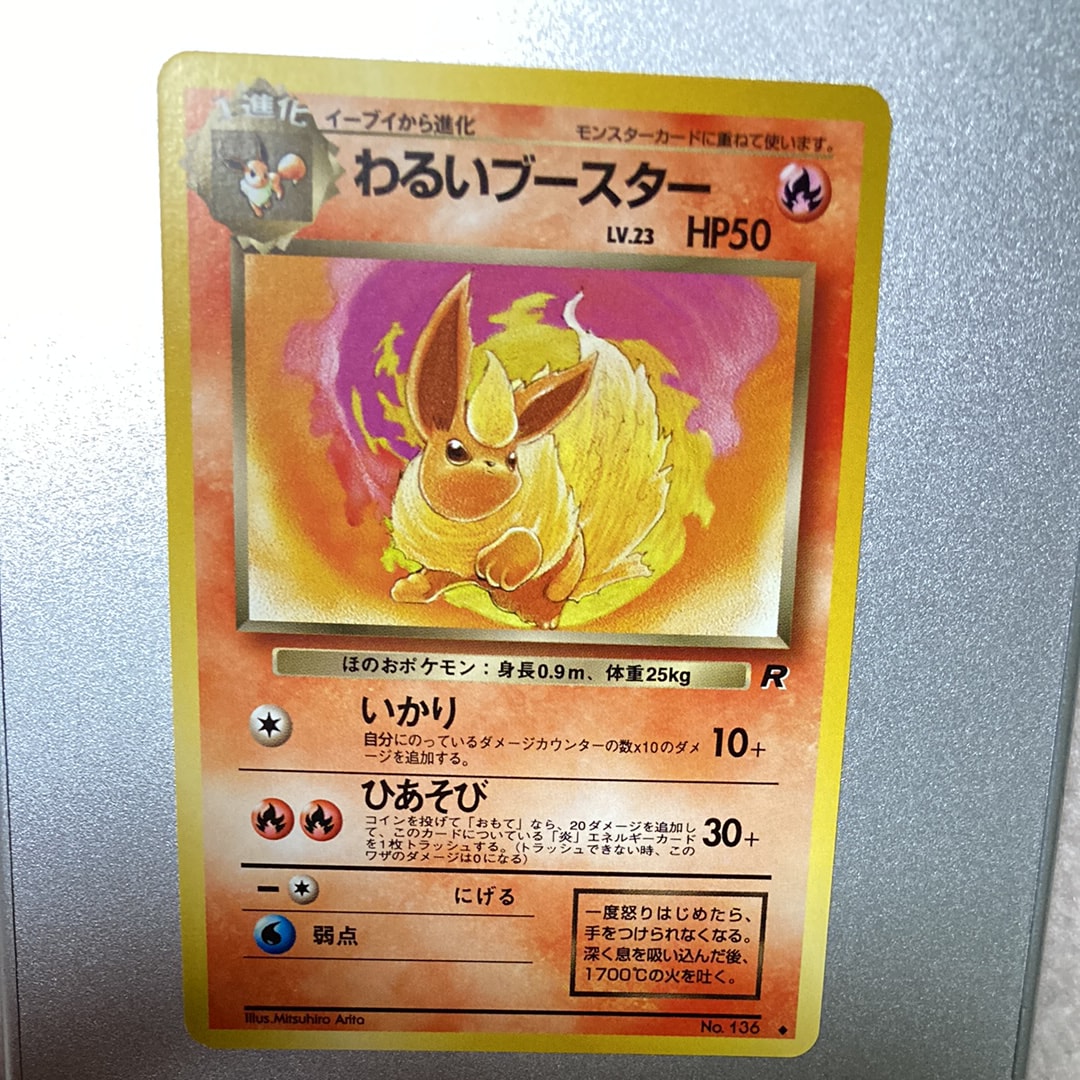 1進化
イーブイから進化
モンスターカードに重ねて使います。
わるいブースター
LV.23 HP50
ほのおポケモン:身長0.9m、体重25kg
R
いかり
自分にのっているダメージカウンターの数x10のダメ
ージを追加する。
10+
ひあそび
コインを投げて「おもて」なら、20ダメージを追加し
て、このカードについている「炎」エネルギーカード
を1枚トラッシュする。(トラッシュできない時、この
ワザのダメージは0になる)
30+
にげる
弱点
一度怒りはじめたら、
手をつけられなくなる。
深く息を吸い込んだ後、
1700℃の火を吐く。
Illus.Mitsuhiro Arita
No. 136